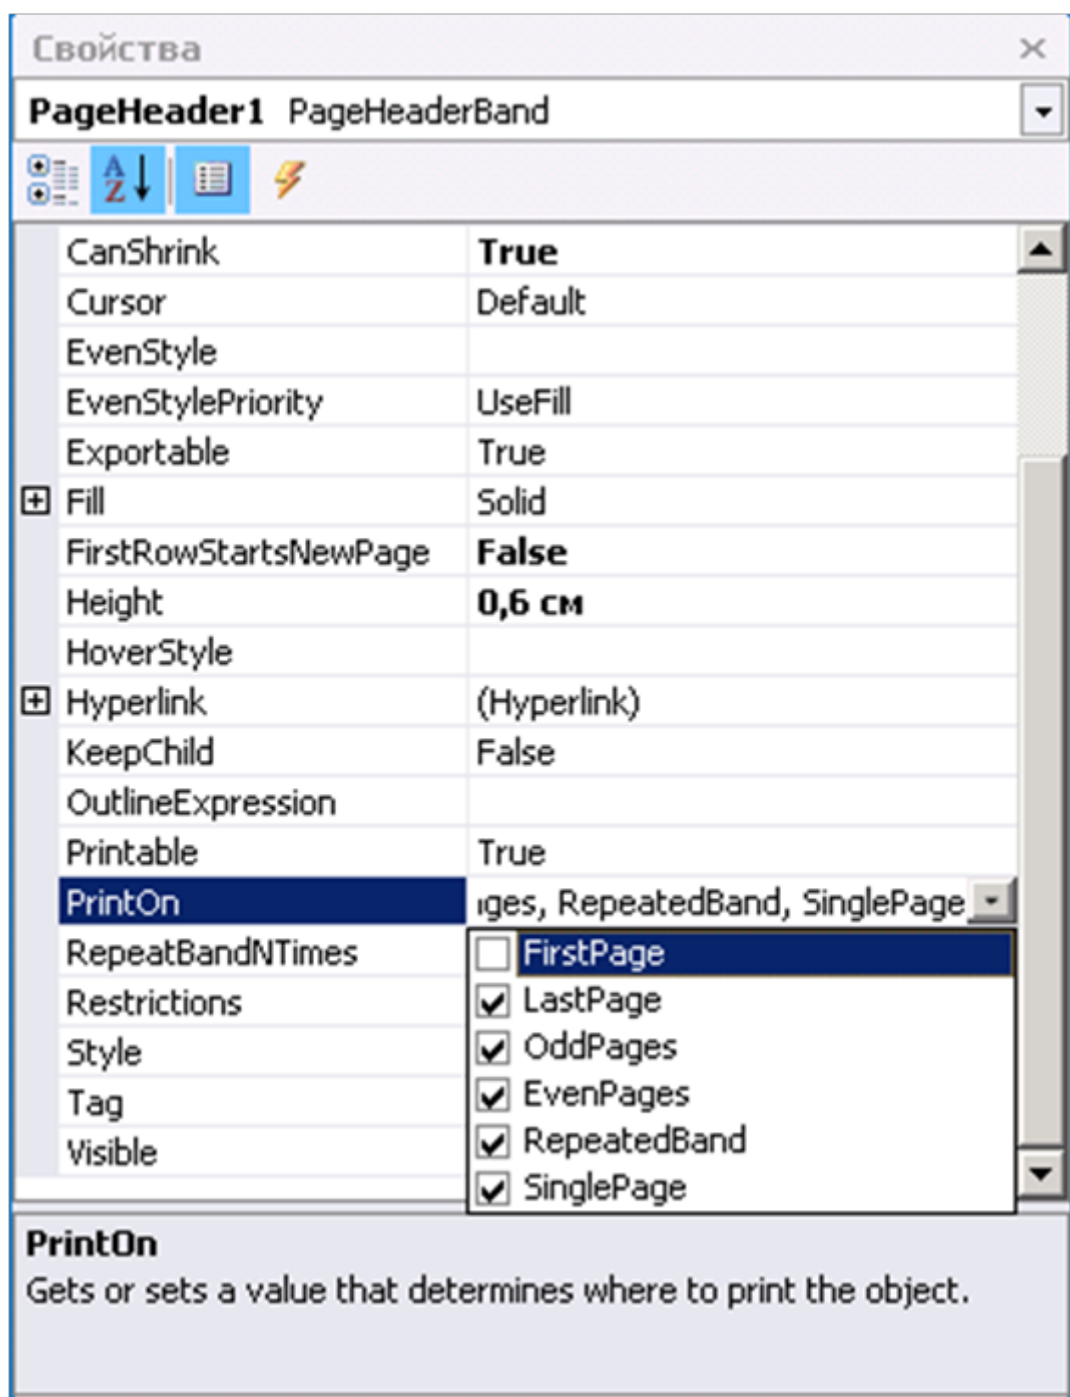 Свойства
PageHeader1 PageHeaderBand
CanShrink True
Cursor Default
EvenStyle
EvenStylePriority UseFill
Exportable True
Fill Solid
FirstRowStartsNewPage False
Height 0,6 см
HoverStyle
Hyperlink (Hyperlink)
KeepChild False
OutlineExpression
Printable True
PrintOn RepeatedBand, SinglePage
RepeatBandNTimes FirstPage
Restrictions LastPage
Style OddPages
Tag EvenPages
Visible RepeatedBand
SinglePage
PrintOn
Gets or sets a value that determines where to print the object.